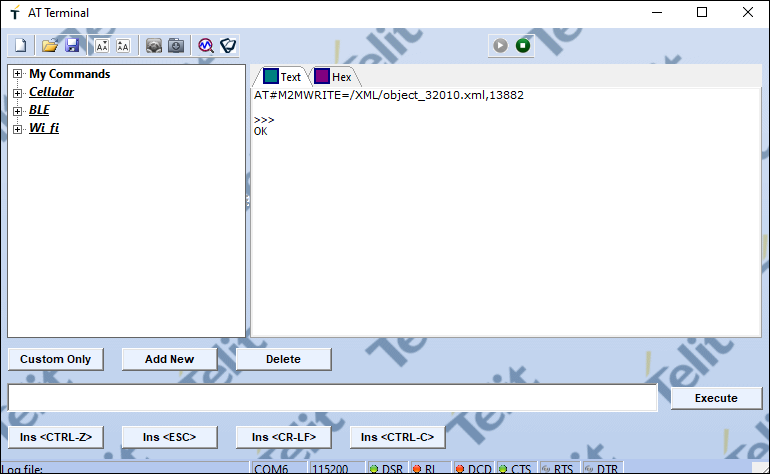 AT Terminal
My Commands
Cellular
BLE
Wi_fi
Text
Hex
AT#M2MWRITE=/XML/object_32010.xml,13882
>>>
OK
Custom Only
Add New
Delete
Execute
Ins <CTRL-Z>
Ins <ESC>
Ins <CR-LF>
Ins <CTRL-C>
Log file:
COM6
115200
DSR
RI
DCD
CTS
RTS
DTR
Telit